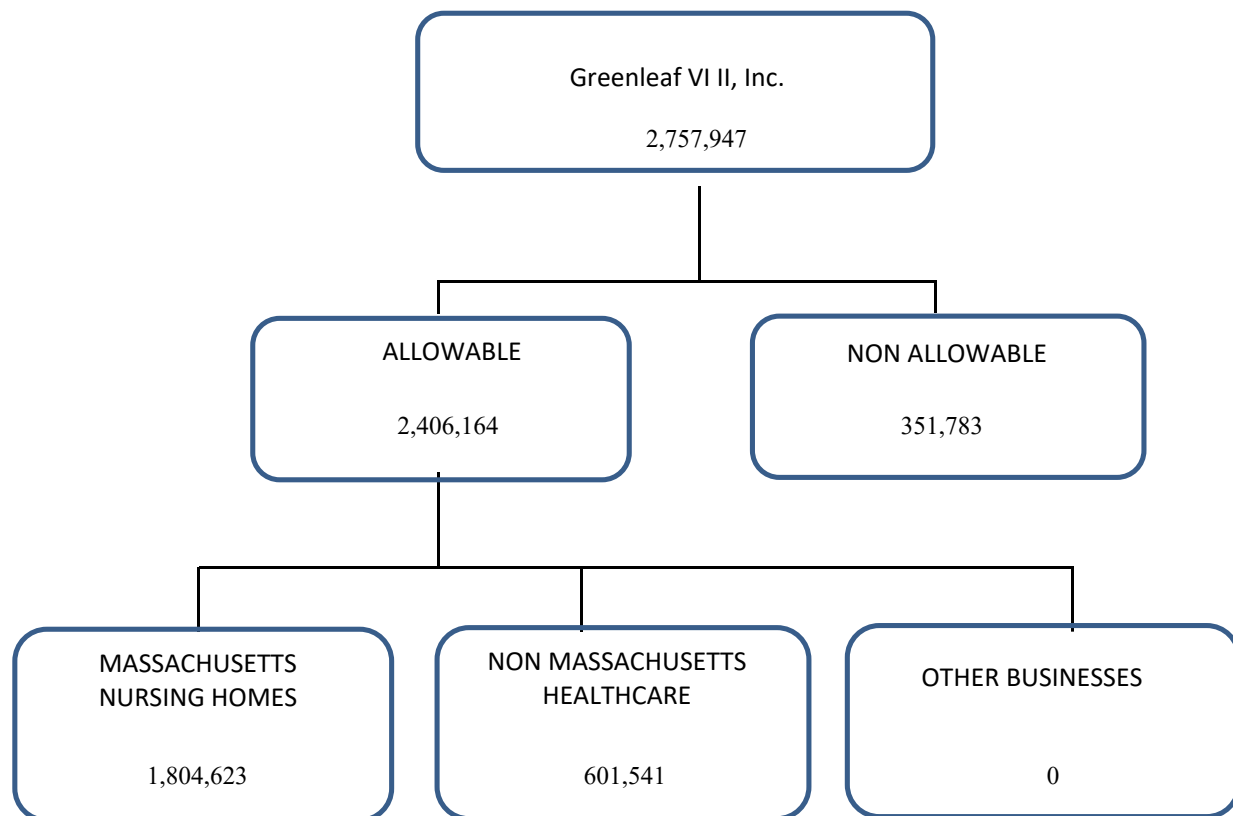 Greenleaf VI II, Inc.
2,757,947
ALLOWABLE
2,406,164
NON ALLOWABLE
351,783
MASSACHUSETTS
NURSING HOMES
1,804,623
NON MASSACHUSETTS
HEALTHCARE
601,541
OTHER BUSINESSES
0